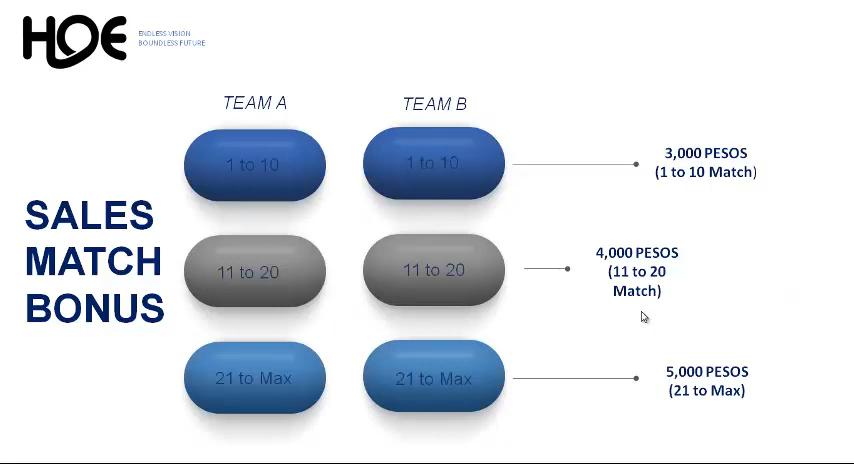 HOE
ENDLESS VISION
BOUNDLESS FUTURE
TEAM A
TEAM B
SALES
MATCH
BONUS
1 to 10
1 to 10
3,000 PESOS
(1 to 10 Match)
11 to 20
11 to 20
4,000 PESOS
(11 to 20
Match)
21 to Max
21 to Max
5,000 PESOS
(21 to Max)